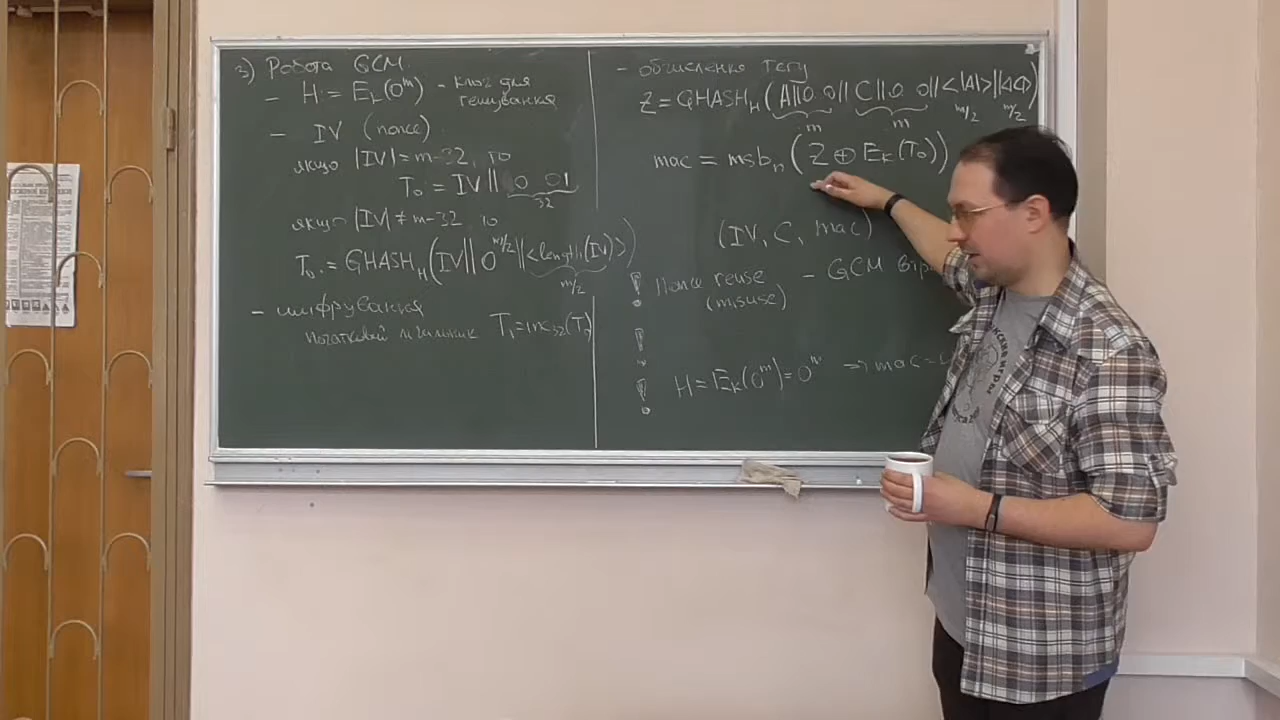 3) Робота GCM.
- H = E_K(0^m) - ключ для гешування
- IV (nonce)
якщо |IV| = m-32, то
T₀ = IV || 0 01
32
якщо |IV| ≠ m-32 то
T₀ = GHASH_H(IV || 0^{m/2} || <length(IV)>)
m/2
- шифрування
початковий лічильник T₁ = inc₃₂(T₀)
- обчислення тегу
Z = GHASH_H(A||0..0|| C||0..0||<|A|>||<|C|>)
m m m/2 m/2
mac = msb_n(Z ⊕ E_K(T₀))
(IV, C, mac)
! Nonce reuse - GCM
(misuse)
!
! H = E_K(0^m) = 0^m ⇒ mac =